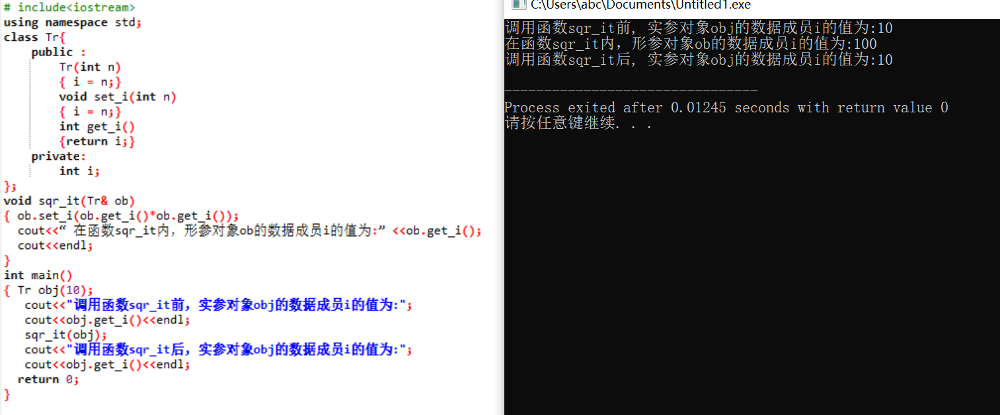 # include<iostream>
using namespace std;
class Tr{
public :
Tr(int n)
{ i = n;}
void set_i(int n)
{ i = n;}
int get_i()
{return i;}
private:
int i;
};
void sqr_it(Tr& ob)
{ ob.set_i(ob.get_i()*ob.get_i());
cout<<“ 在函数sqr_it内，形参对象ob的数据成员i的值为:” <<ob.get_i();
cout<<endl;
}
int main()
{ Tr obj(10);
cout<<"调用函数sqr_it前，实参对象obj的数据成员i的值为:";
cout<<obj.get_i()<<endl;
sqr_it(obj);
cout<<"调用函数sqr_it后，实参对象obj的数据成员i的值为:";
cout<<obj.get_i()<<endl;
return 0;
}
C:\Users\abc\Documents\Untitled1.exe
调用函数sqr_it前, 实参对象obj的数据成员i的值为:10
在函数sqr_it内，形参对象ob的数据成员i的值为:100
调用函数sqr_it后, 实参对象obj的数据成员i的值为:10
--------------------------------
Process exited after 0.01245 seconds with return value 0
请按任意键继续. . .